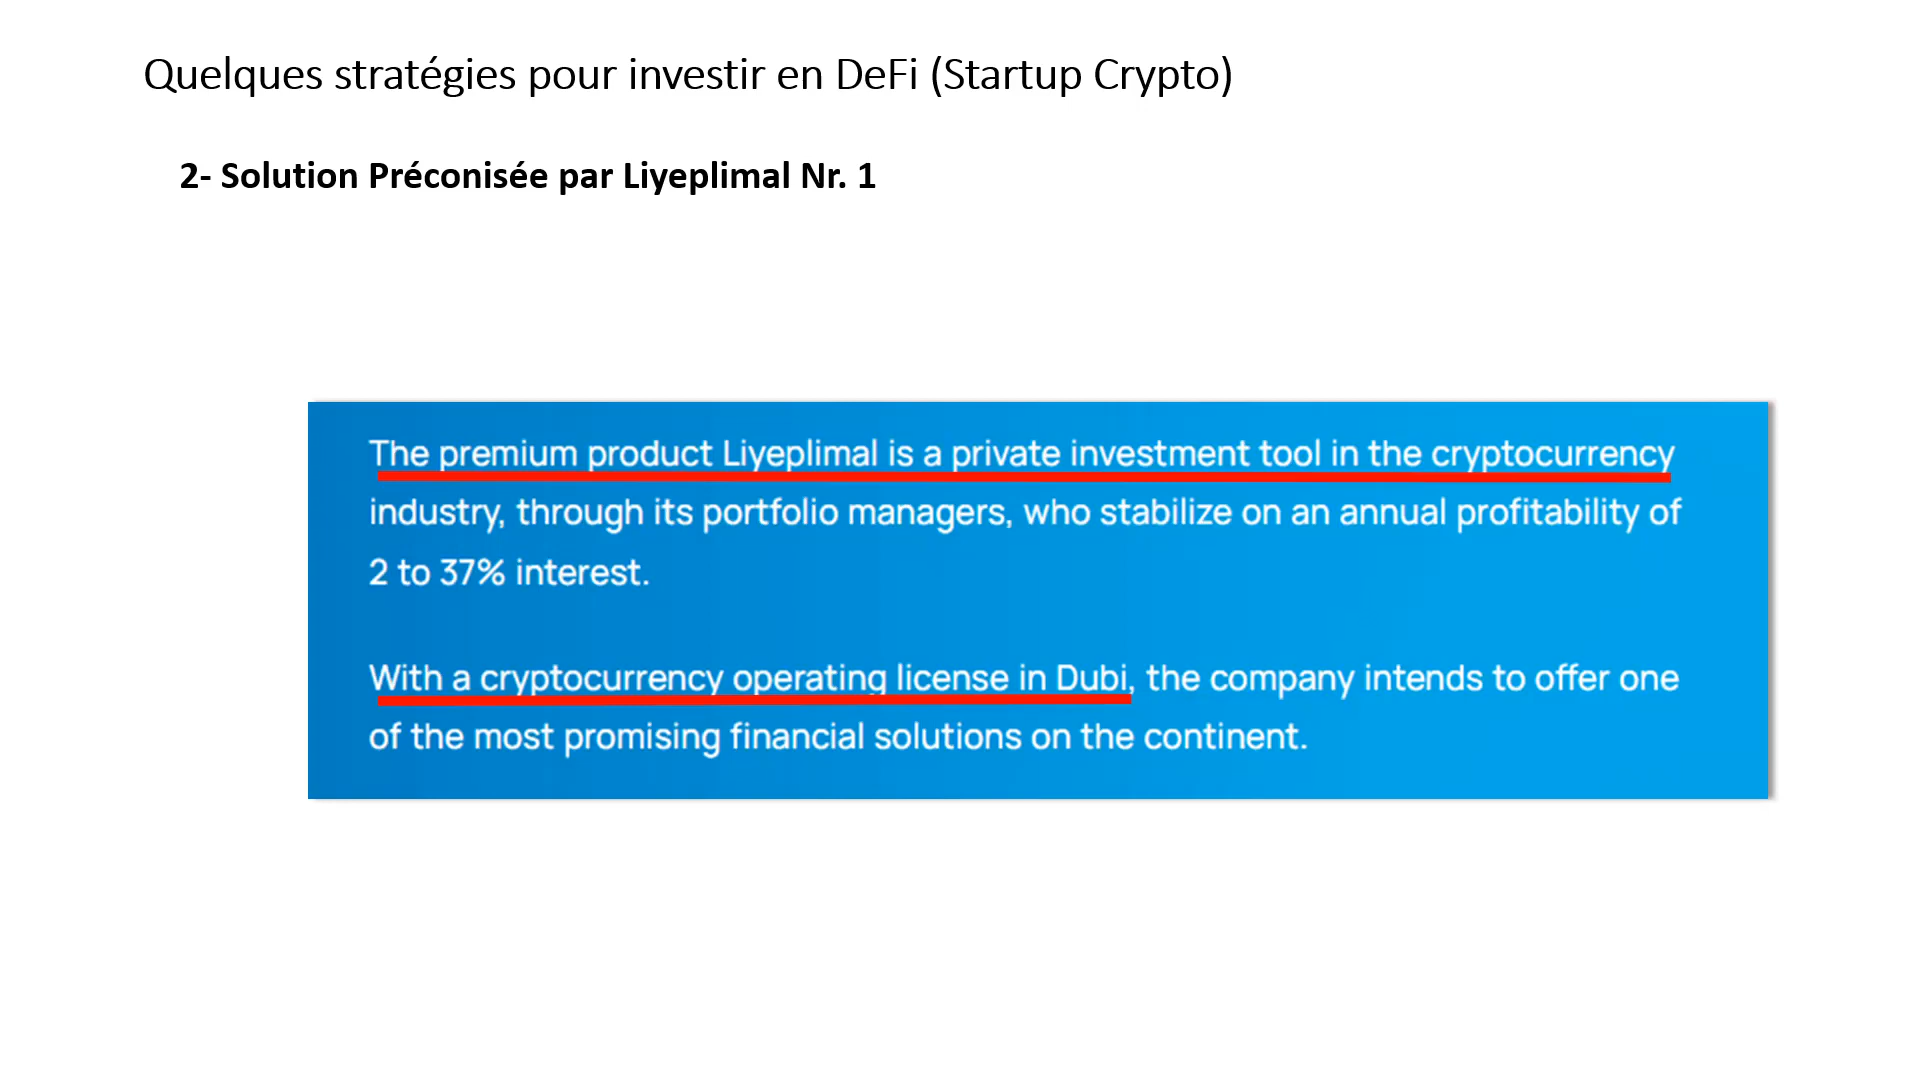 Quelques stratégies pour investir en DeFi (Startup Crypto)
2- Solution Préconisée par Liyeplimal Nr. 1
The premium product Liyeplimal is a private investment tool in the cryptocurrency
industry, through its portfolio managers, who stabilize on an annual profitability of
2 to 37% interest.
With a cryptocurrency operating license in Dubi, the company intends to offer one
of the most promising financial solutions on the continent.